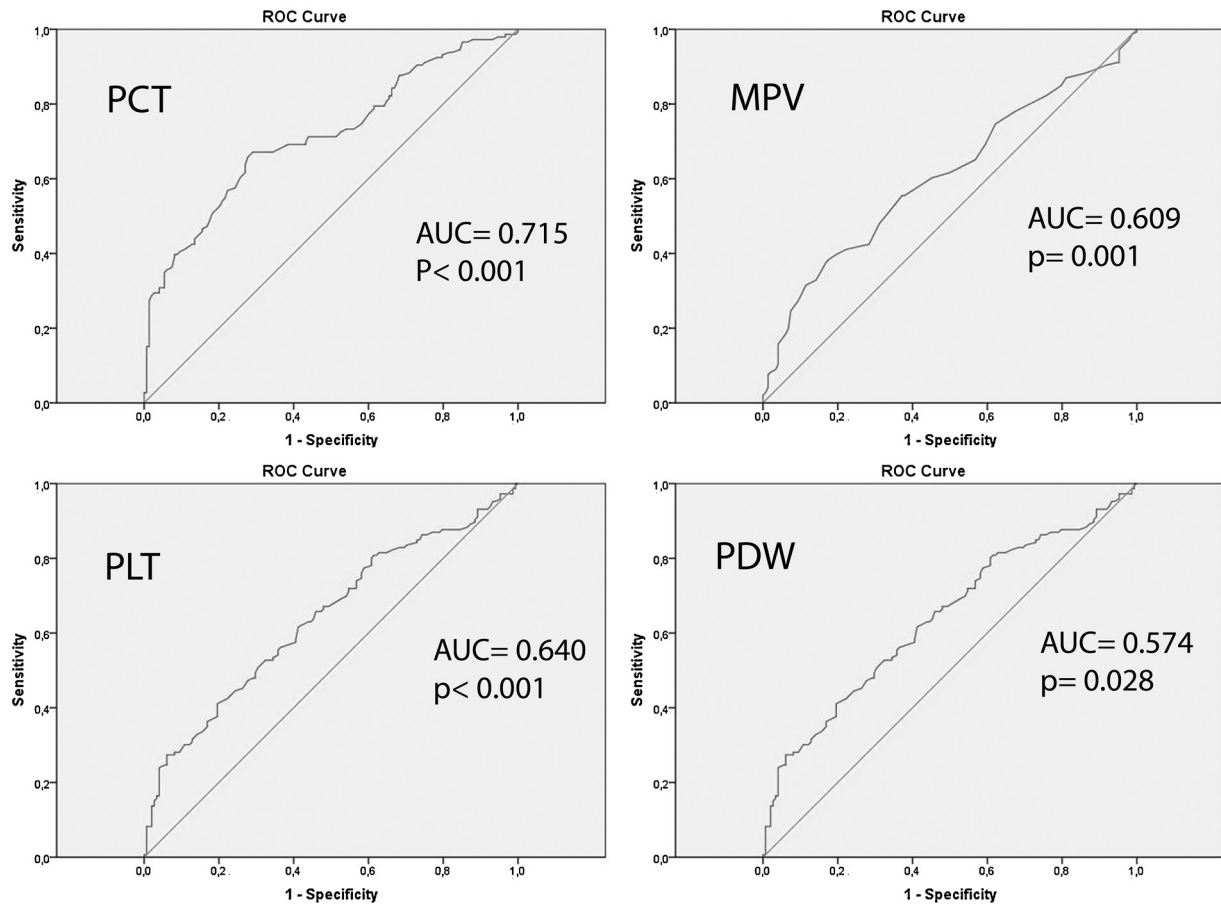 ROC Curve
1,0
0,8
0,6
0,4
0,2
0,0
Sensitivity
PCT
AUC= 0.715
P< 0.001
0,0
0,2
0,4
0,6
0,8
1,0
1 - Specificity
ROC Curve
1,0
0,8
0,6
0,4
0,2
0,0
Sensitivity
MPV
AUC= 0.609
p= 0.001
0,0
0,2
0,4
0,6
0,8
1,0
1 - Specificity
ROC Curve
1,0
0,8
0,6
0,4
0,2
0,0
Sensitivity
PLT
AUC= 0.640
p< 0.001
0,0
0,2
0,4
0,6
0,8
1,0
1 - Specificity
ROC Curve
1,0
0,8
0,6
0,4
0,2
0,0
Sensitivity
PDW
AUC= 0.574
p= 0.028
0,0
0,2
0,4
0,6
0,8
1,0
1 - Specificity